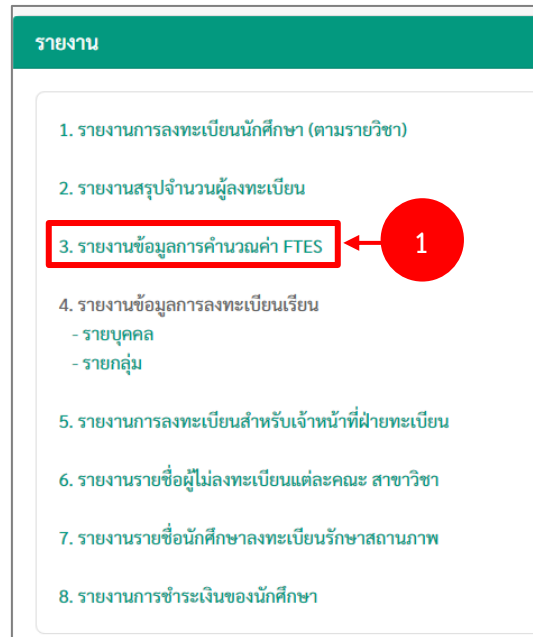 รายงาน
1. รายงานการลงทะเบียนนักศึกษา (ตามรายวิชา)
2. รายงานสรุปจำนวนผู้ลงทะเบียน
3. รายงานข้อมูลการคำนวณค่า FTES
1
4. รายงานข้อมูลการลงทะเบียนเรียน
- รายบุคคล
- รายกลุ่ม
5. รายงานการลงทะเบียนสำหรับเจ้าหน้าที่ฝ่ายทะเบียน
6. รายงานรายชื่อผู้ไม่ลงทะเบียนแต่ละคณะ สาขาวิชา
7. รายงานรายชื่อนักศึกษาลงทะเบียนรักษาสถานภาพ
8. รายงานการชำระเงินของนักศึกษา